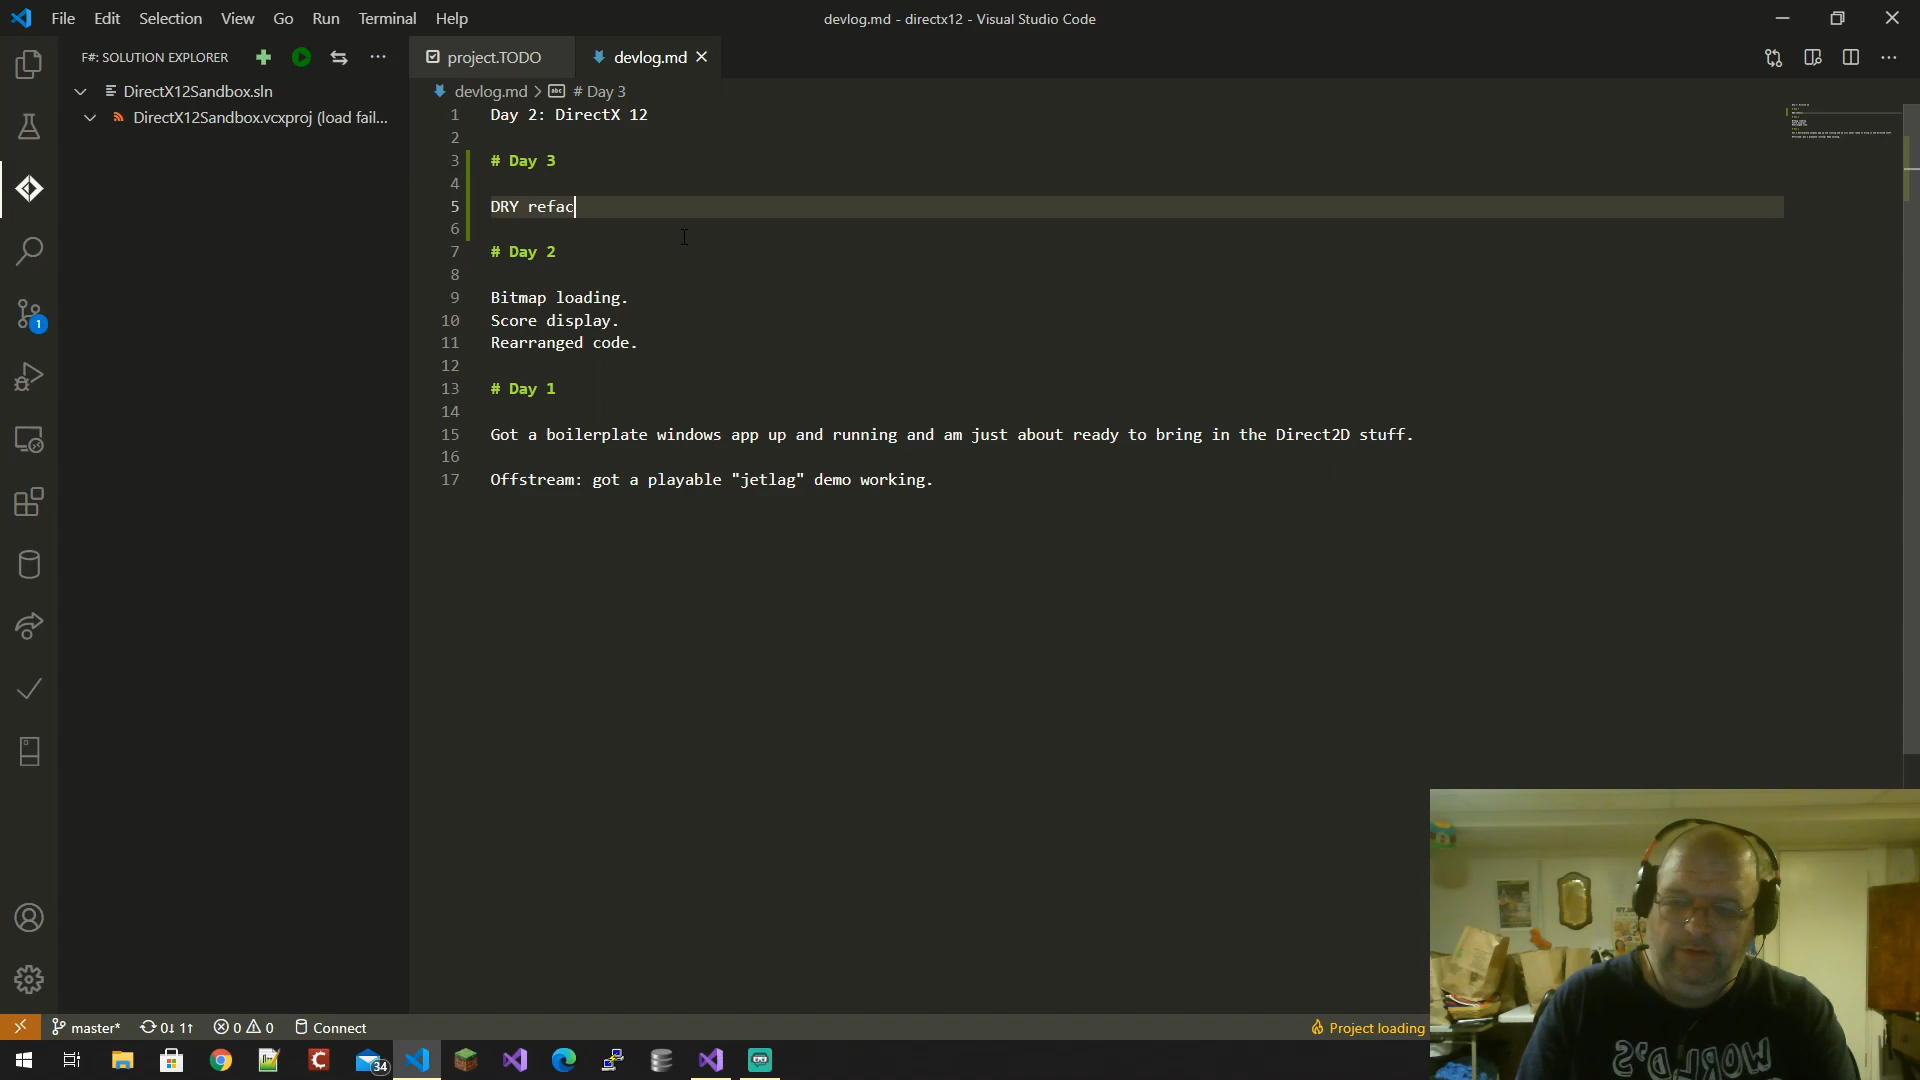 File Edit Selection View Go Run Terminal Help
devlog.md - directx12 - Visual Studio Code
F#: SOLUTION EXPLORER
project.TODO
devlog.md
DirectX12Sandbox.sln
DirectX12Sandbox.vcxproj (load fail...
devlog.md > # Day 3
1 Day 2: DirectX 12
2
3 # Day 3
4
5 DRY refac
6
7 # Day 2
8
9 Bitmap loading.
10 Score display.
11 Rearranged code.
12
13 # Day 1
14
15 Got a boilerplate windows app up and running and am just about ready to bring in the Direct2D stuff.
16
17 Offstream: got a playable "jetlag" demo working.
1
WORLD'S
master* 0↓ 1↑ 0 0 Connect
Project loading
34